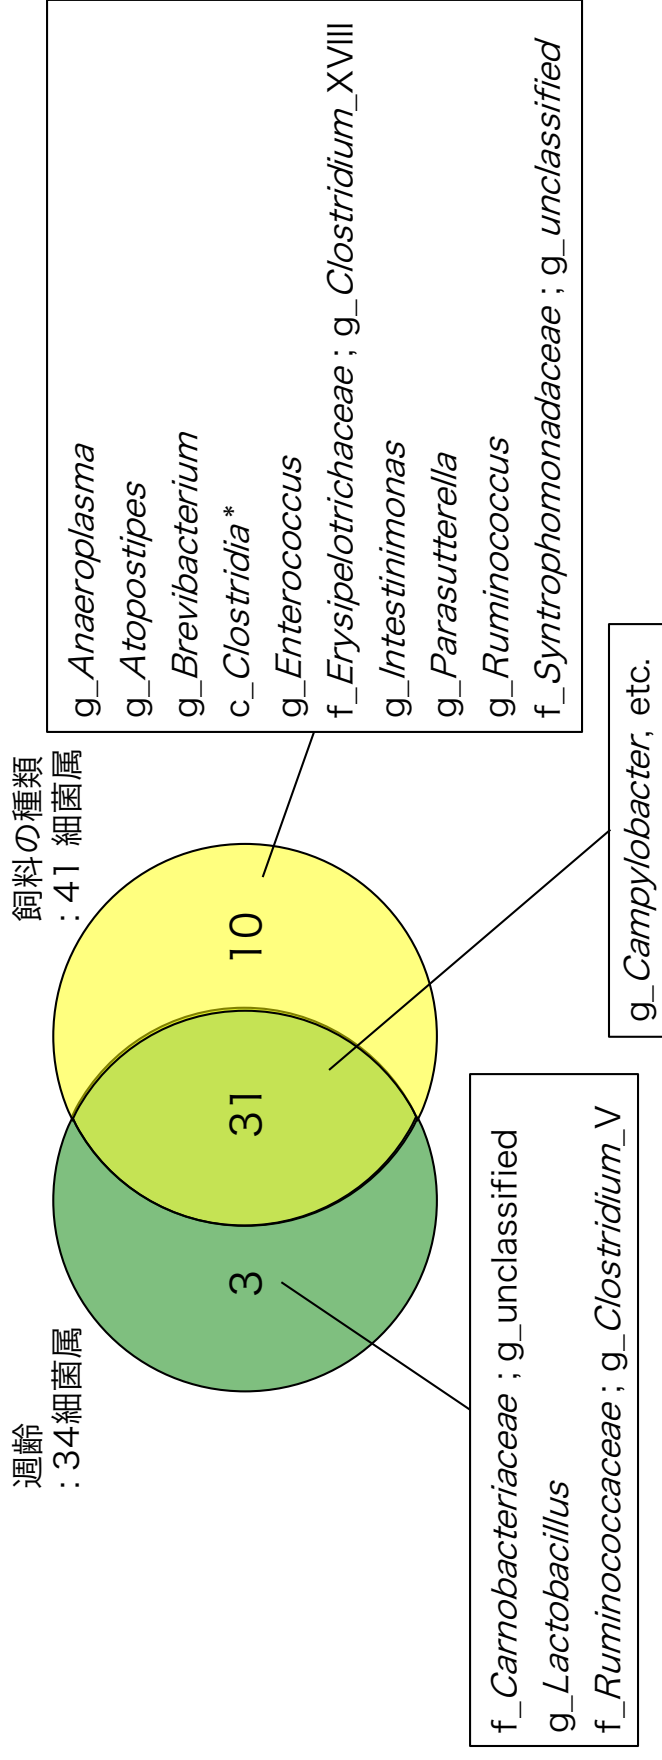 週齢
: 34細菌属
飼料の種類
: 41 細菌属
3
31
10
g_Anaeroplasma
g_Atopostipes
g_Brevibacterium
c_Clostridia*
g_Enterococcus
f_Erysipelotrichaceae ; g_Clostridium_XVIII
g_Intestinimonas
g_Parasutterella
g_Ruminococcus
f_Syntrophomonadaceae ; g_unclassified
f_Carnobacteriaceae ; g_unclassified
g_Lactobacillus
f_Ruminococcaceae ; g_Clostridium_V
g_Campylobacter, etc.